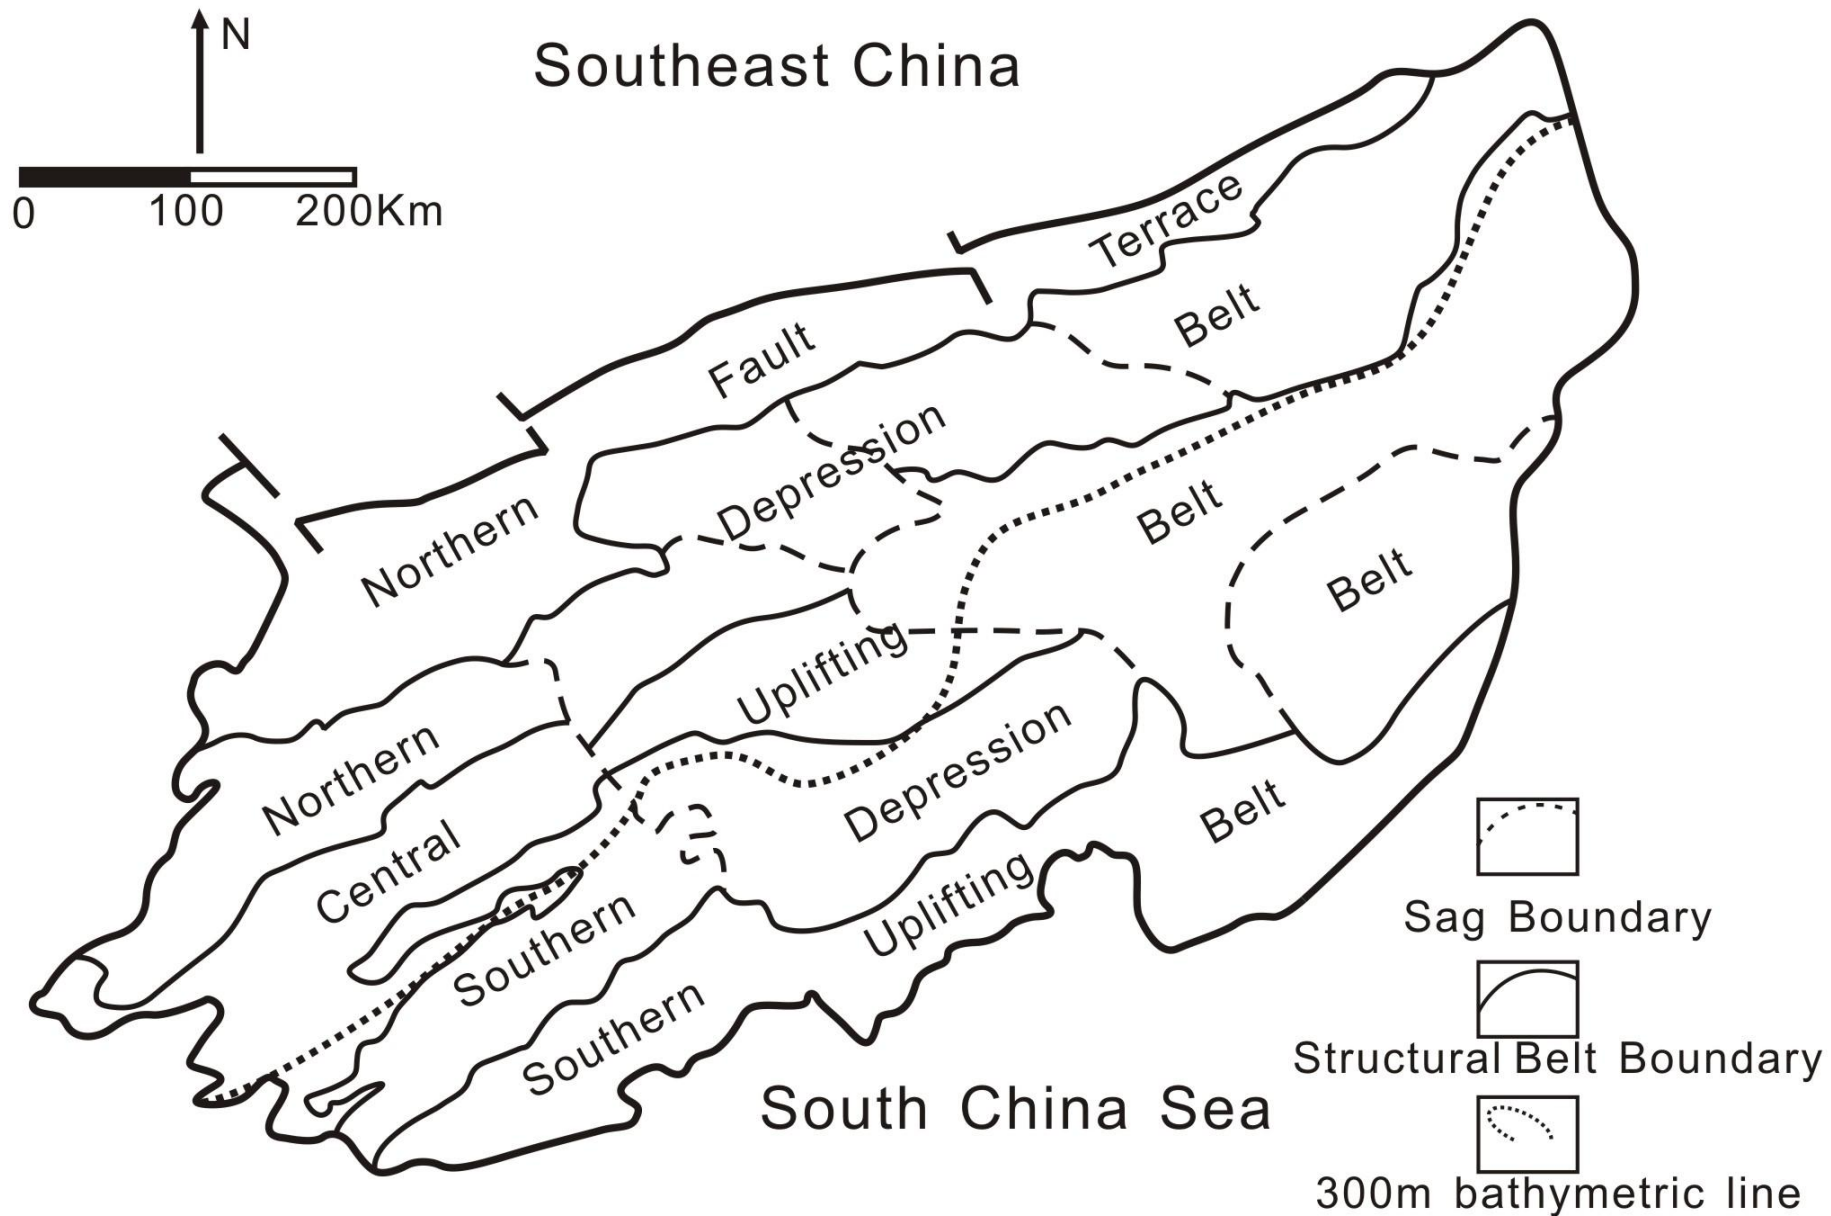 N
Southeast China
0 100 200Km
Northern Fault Terrace
Northern Depression Belt
Central Uplifting Belt
Southern Depression Belt
Southern Uplifting Belt
South China Sea
Sag Boundary
Structural Belt Boundary
300m bathymetric line